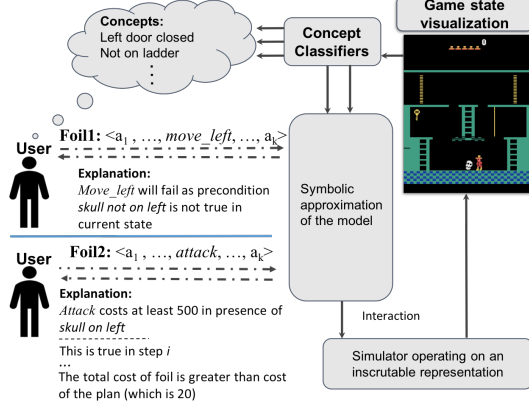 Concepts:
Left door closed
Not on ladder
⋮
Concept
Classifiers
Game state
visualization
User
Foil1: <a1 , …, move_left,…, ak>
Explanation:
Move_left will fail as precondition
skull not on left is not true in
current state
User
Foil2: <a1 , …, attack,…, ak>
Explanation:
Attack costs at least 500 in presence of
skull on left
--------------
This is true in step i
…
The total cost of foil is greater than cost
of the plan (which is 20)
Symbolic
approximation
of the model
Interaction
Simulator operating on an
inscrutable representation